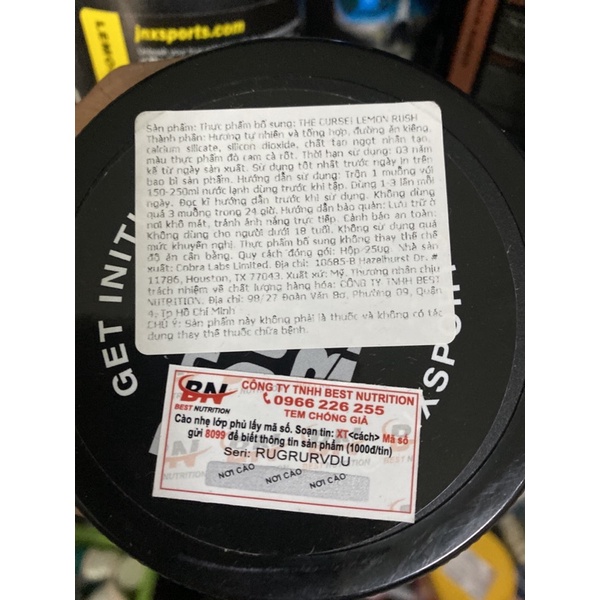 jnxsports.com
LEMO
Sản phẩm: Thực phẩm bổ sung: THE CURSE! LEMON RUSH
Thành phần: Hương tự nhiên và tổng hợp, đường ăn kiêng,
calcium silicate, silicon dioxide, chất tạo ngọt nhân tạo,
màu thực phẩm đỏ cam cà rốt. Thời hạn sử dụng: 03 năm
kể từ ngày sản xuất. Sử dụng tốt nhất trước ngày in trên
bao bì sản phẩm. Hướng dẫn sử dụng: Trộn 1 muỗng với
150-250ml nước lạnh dùng trước khi tập. Dùng 1-3 lần mỗi
ngày. Đọc kĩ hướng dẫn trước khi sử dụng. Không dùng
quá 3 muỗng trong 24 giờ. Hướng dẫn bảo quản: Lưu trữ ở
nơi khô mát, tránh ánh nắng trực tiếp. Cảnh báo an toàn:
Không dùng cho người dưới 18 tuổi. Không sử dụng quá
mức khuyến nghị. Thực phẩm bổ sung không thay thế chế
độ ăn cân bằng. Quy cách đóng gói: Hộp 250g. Nhà sản
xuất: Cobra Labs Limited. Địa chỉ: 10685-B Hazelhurst Dr. #
11786, Houston, TX 77043. Xuất xứ: Mỹ. Thương nhân chịu
trách nhiệm về chất lượng hàng hóa: CÔNG TY TNHH BEST
NUTRITION. Địa chỉ: 98/27 Đoàn Văn Bơ, Phường 09, Quận
4, Tp Hồ Chí Minh
CHÚ Ý: Sản phẩm này không phải là thuốc và không có tác
dụng thay thế thuốc chữa bệnh.
GET INITI
XSPORT
BN
BEST NUTRITION
CÔNG TY TNHH BEST NUTRITION
0966 226 255
TEM CHỐNG GIẢ
Cào nhẹ lớp phủ lấy mã số. Soạn tin: XT<cách> Mã số
gửi 8099 để biết thông tin sản phẩm (1000đ/tin)
Seri: RUGRURVDU
NƠI CÀO NƠI CÀO NƠI CÀO